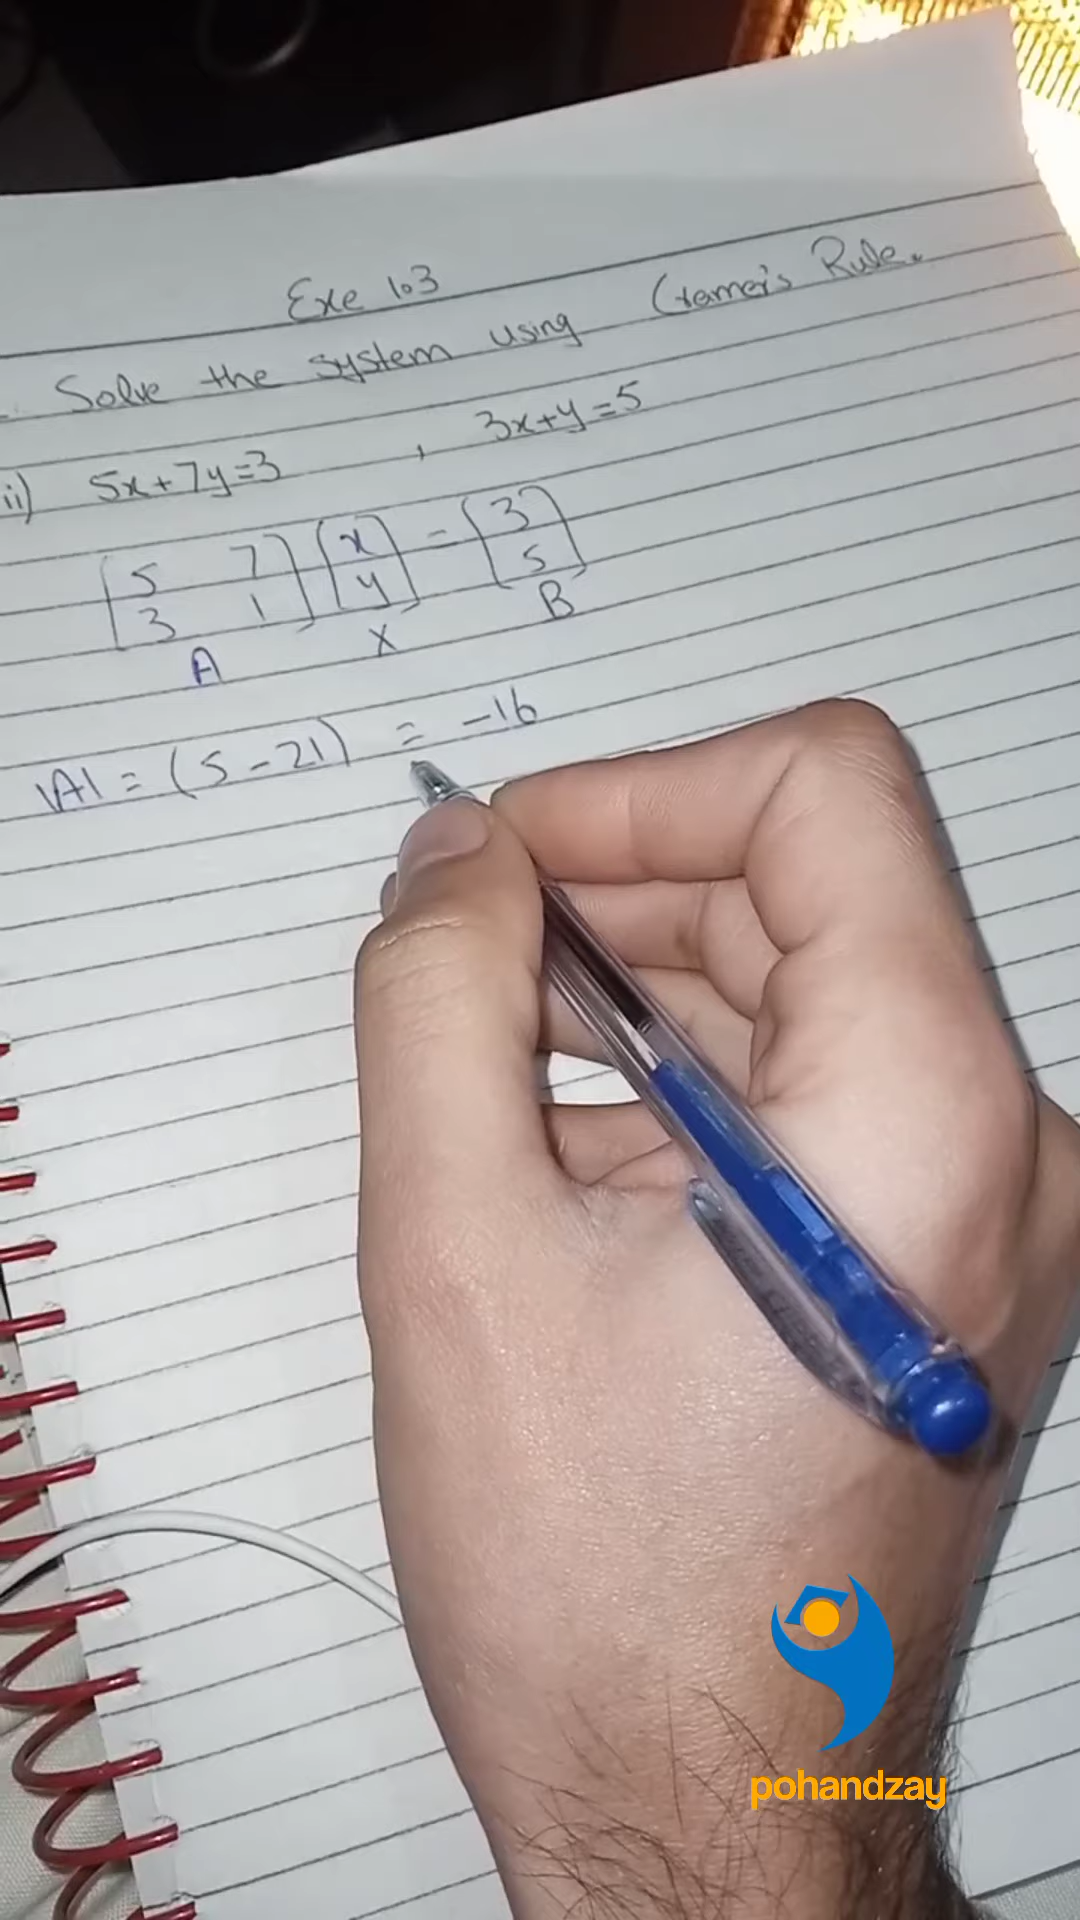 Exe 1.3
Solve the system using Cramer's Rule.
ii) 5x+7y=3 , 3x+y=5
[5 7] [x] = [3]
[3 1] [y] [5]
A X B
|A| = (5-21) = -16
pohandzay